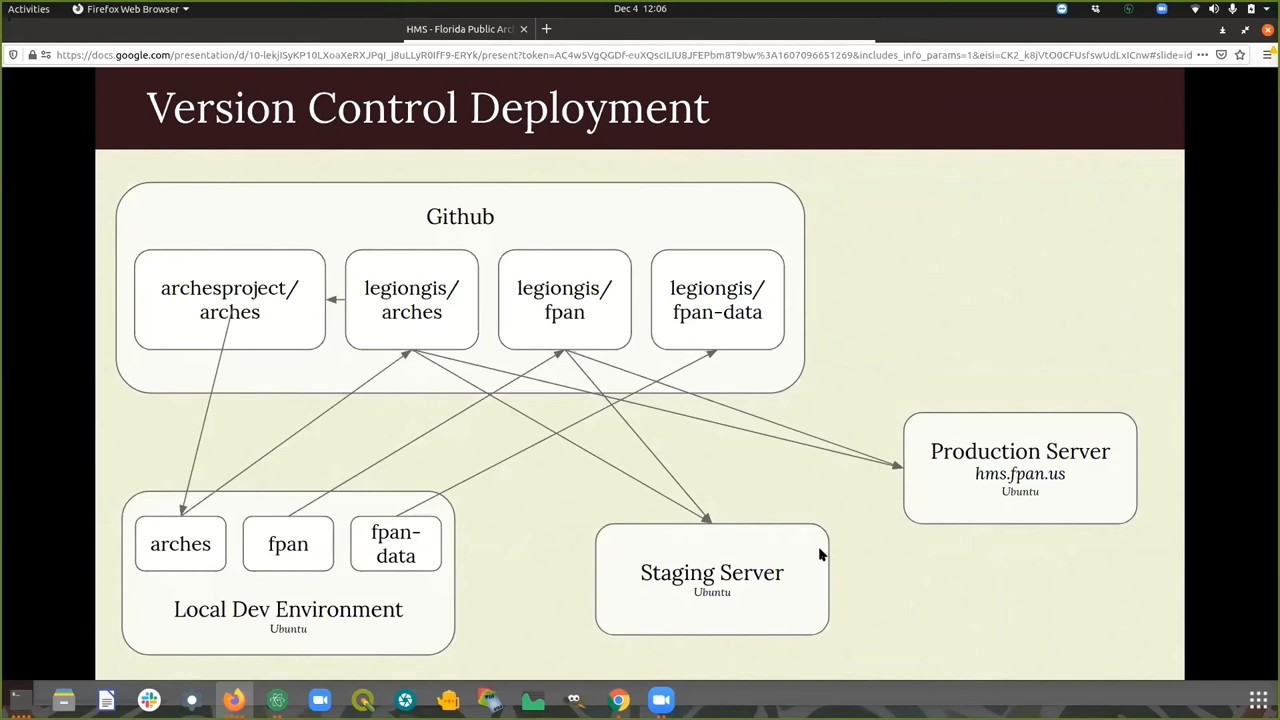 Activities
Firefox Web Browser
Dec 4 12:06
HMS - Florida Public Arc
Version Control Deployment
Github
archesproject/
arches
legiongis/
arches
legiongis/
fpan
legiongis/
fpan-data
Production Server
hms.fpan.us
Ubuntu
arches
fpan
fpan-
data
Local Dev Environment
Ubuntu
Staging Server
Ubuntu